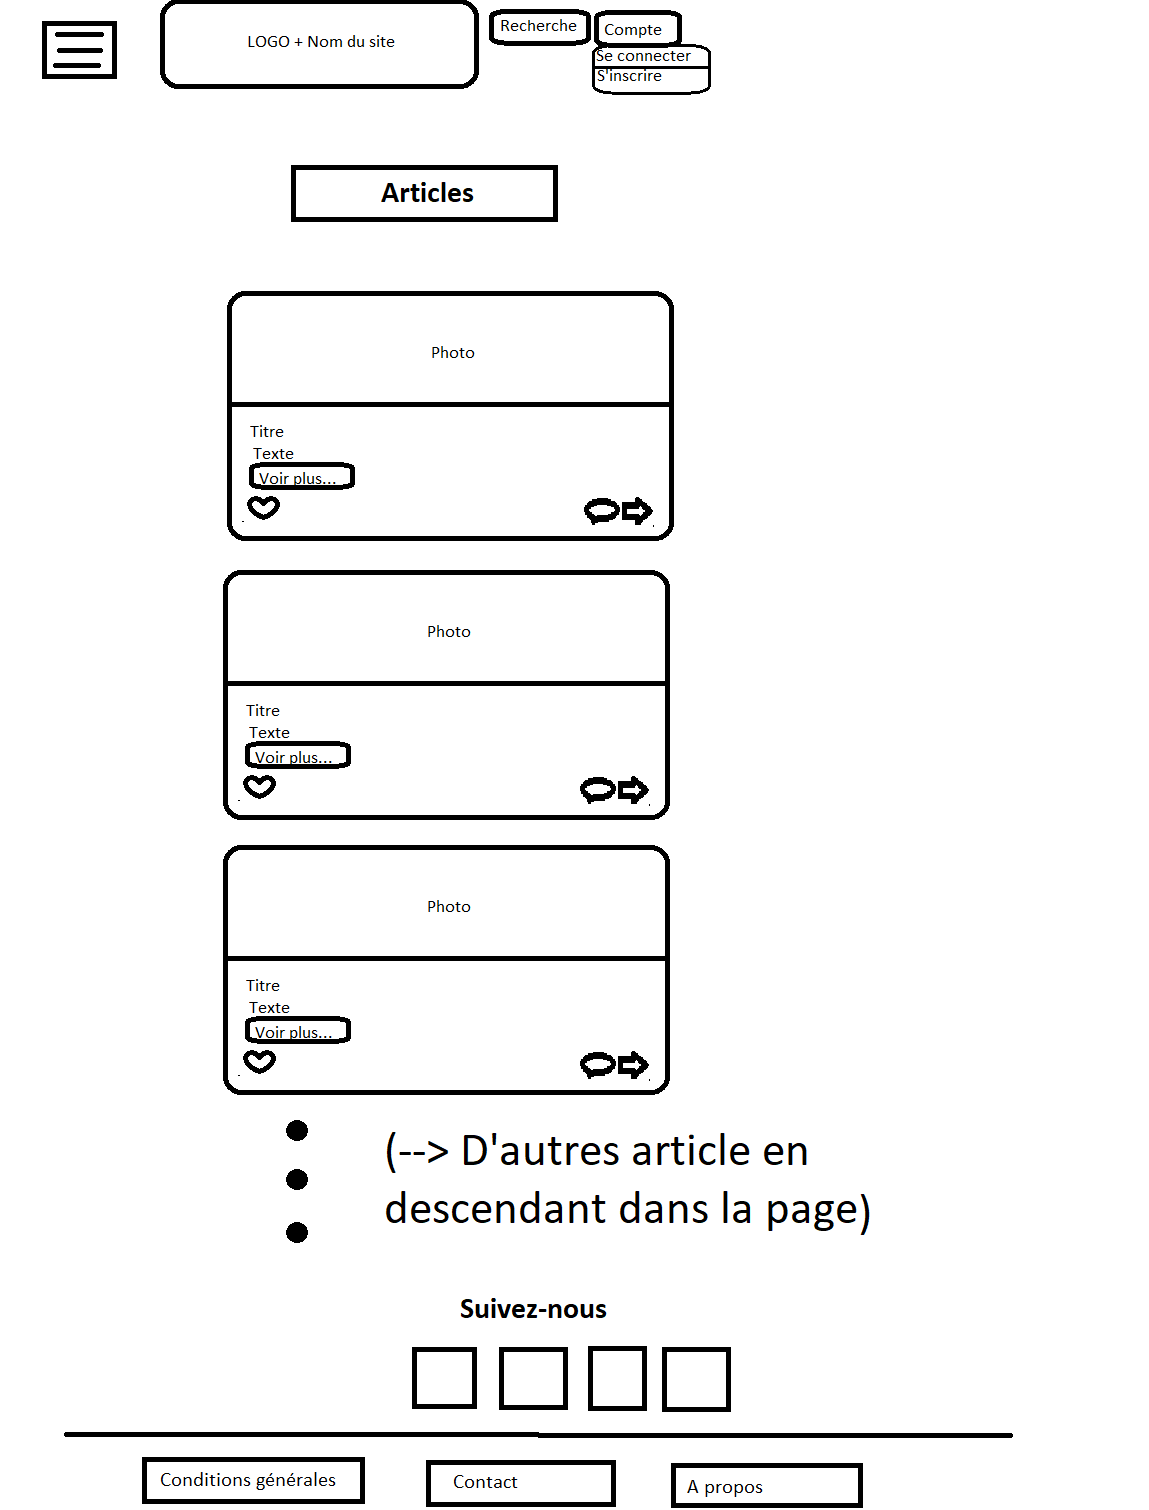 LOGO + Nom du site
Recherche
Compte
Se connecter
S'inscrire
Articles
Photo
Titre
Texte
Voir plus...
Photo
Titre
Texte
Voir plus...
Photo
Titre
Texte
Voir plus...
(--> D'autres article en
descendant dans la page)
Suivez-nous
Conditions générales
Contact
A propos